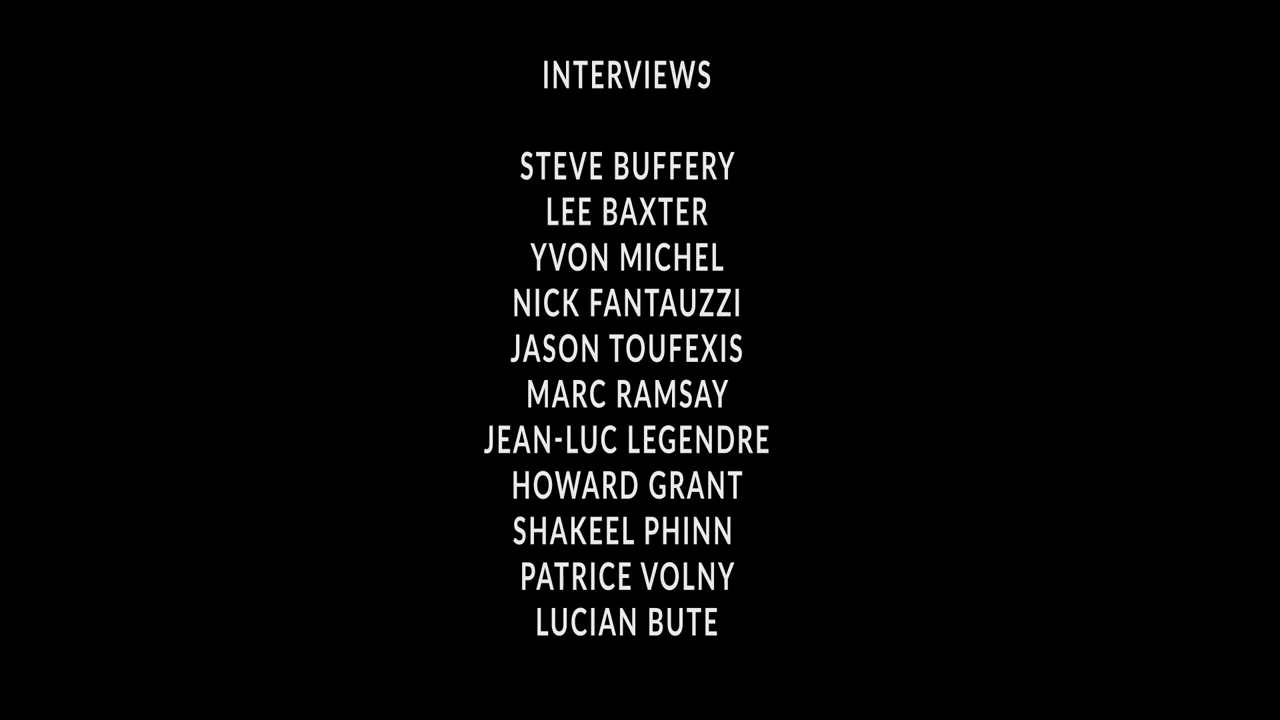 INTERVIEWS
STEVE BUFFERY
LEE BAXTER
YVON MICHEL
NICK FANTAUZZI
JASON TOUFEXIS
MARC RAMSAY
JEAN-LUC LEGENDRE
HOWARD GRANT
SHAKEEL PHINN
PATRICE VOLNY
LUCIAN BUTE